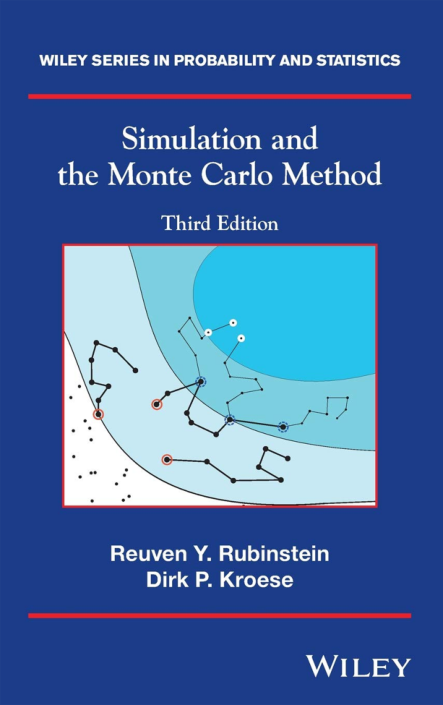 WILEY SERIES IN PROBABILITY AND STATISTICS
Simulation and
the Monte Carlo Method
Third Edition
Reuven Y. Rubinstein
Dirk P. Kroese
WILEY